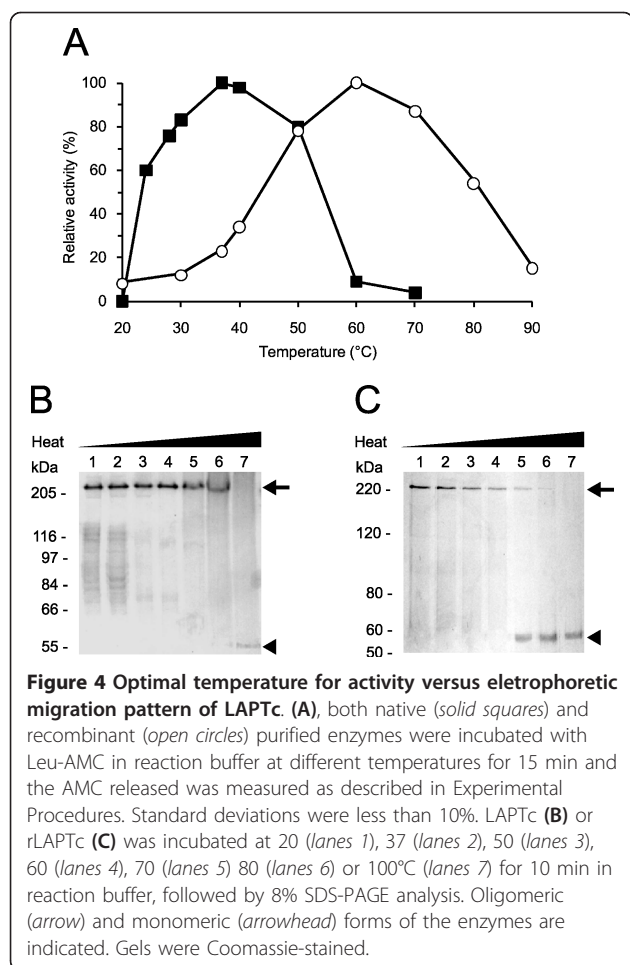 A
100
80
60
40
20
0
Relative activity (%)
20 30 40 50 60 70 80 90
Temperature (°C)
B
Heat
kDa 1 2 3 4 5 6 7
205 -
116 -
97 -
84 -
66 -
55 -
C
Heat
kDa 1 2 3 4 5 6 7
220 -
120 -
80 -
60 -
50 -
Figure 4 Optimal temperature for activity versus eletrophoretic
migration pattern of LAPTc. (A), both native (solid squares) and
recombinant (open circles) purified enzymes were incubated with
Leu-AMC in reaction buffer at different temperatures for 15 min and
the AMC released was measured as described in Experimental
Procedures. Standard deviations were less than 10%. LAPTc (B) or
rLAPTc (C) was incubated at 20 (lanes 1), 37 (lanes 2), 50 (lanes 3),
60 (lanes 4), 70 (lanes 5) 80 (lanes 6) or 100°C (lanes 7) for 10 min in
reaction buffer, followed by 8% SDS-PAGE analysis. Oligomeric
(arrow) and monomeric (arrowhead) forms of the enzymes are
indicated. Gels were Coomassie-stained.